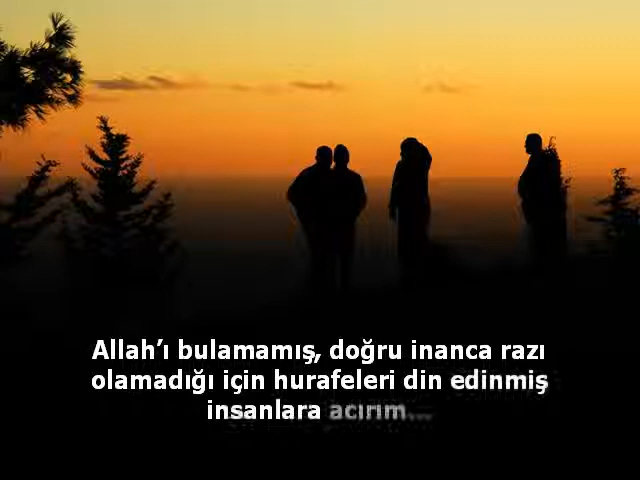 Allah’ı bulamamış, doğru inanca razı
olamadığı için hurafeleri din edinmiş
insanlara acırım...